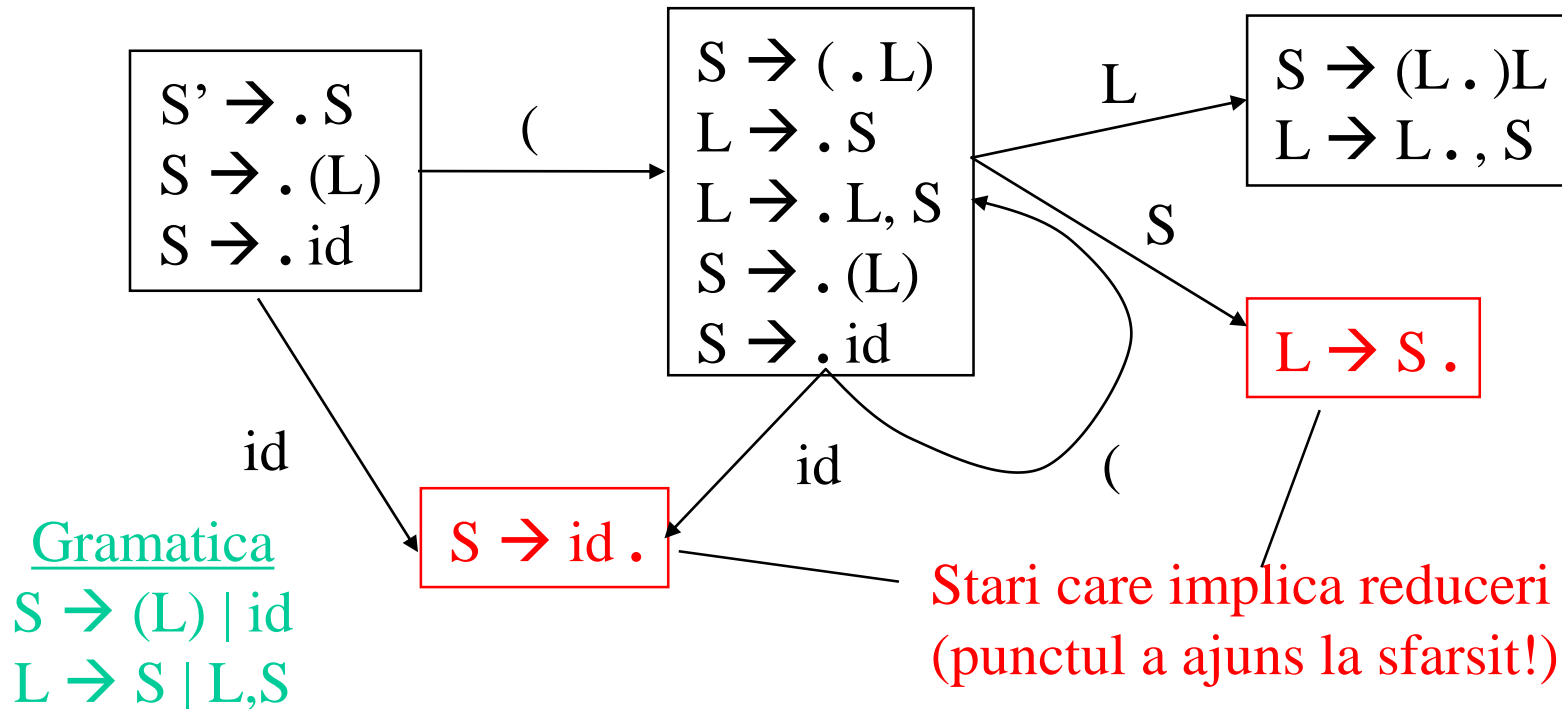 S’ → . S
S → . (L)
S → . id
(
S → ( . L)
L → . S
L → . L, S
S → . (L)
S → . id
L
S → (L . )L
L → L . , S
S
L → S .
id
id
(
S → id .
Gramatica
S → (L) | id
L → S | L,S
Stari care implica reduceri
(punctul a ajuns la sfarsit!)